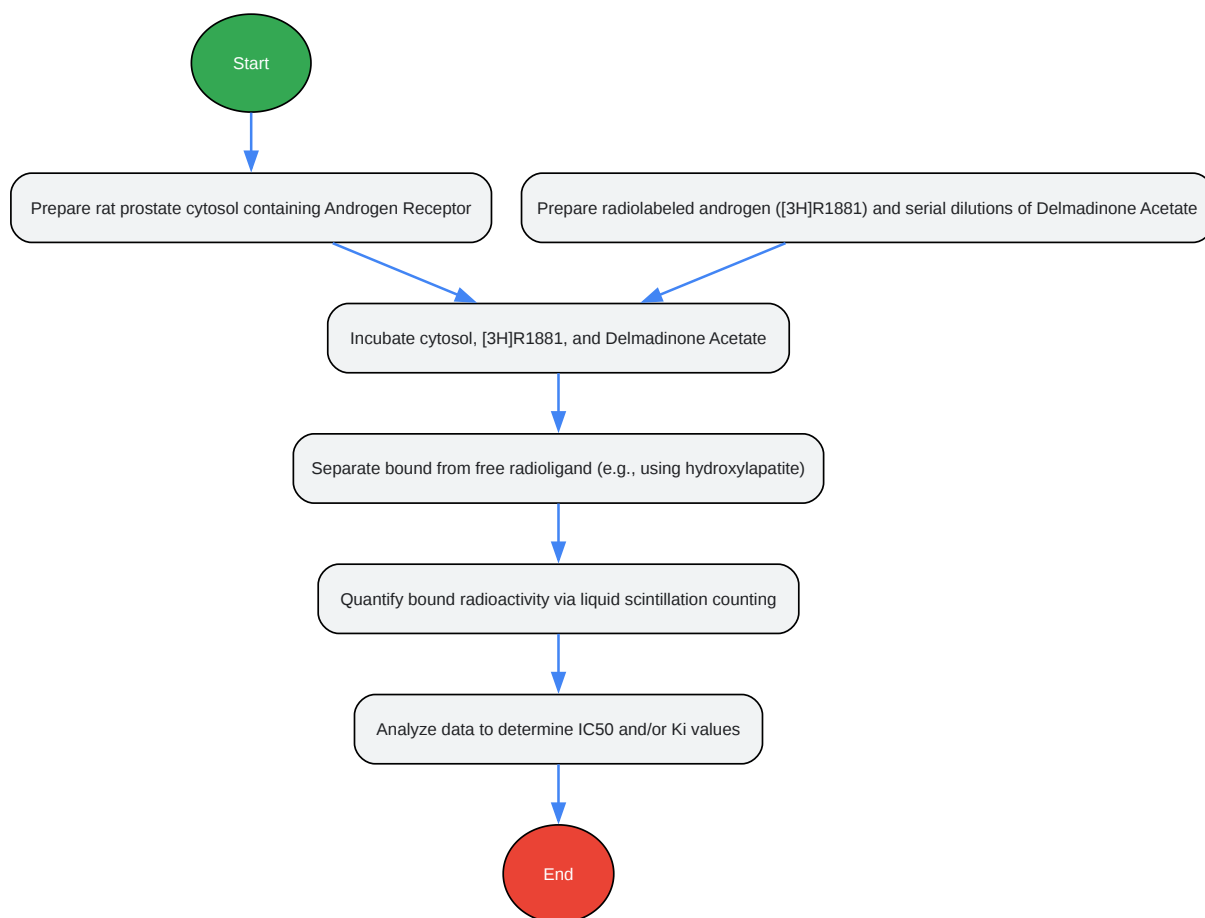 Start
Prepare rat prostate cytosol containing Androgen Receptor
Prepare radiolabeled androgen ([3H]R1881) and serial dilutions of Delmadinone Acetate
Incubate cytosol, [3H]R1881, and Delmadinone Acetate
Separate bound from free radioligand (e.g., using hydroxylapatite)
Quantify bound radioactivity via liquid scintillation counting
Analyze data to determine IC50 and/or Ki values
End